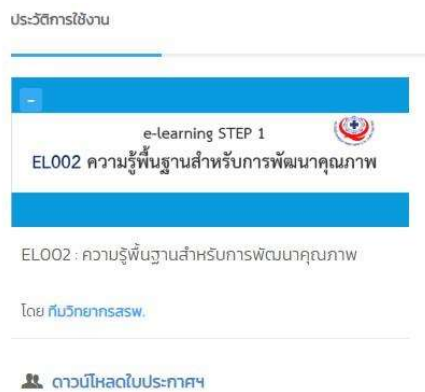 ประวัติการใช้งาน
-
e-learning STEP 1
EL002 ความรู้พื้นฐานสำหรับการพัฒนาคุณภาพ
EL002 : ความรู้พื้นฐานสำหรับการพัฒนาคุณภาพ
โดย ทีมวิทยากรสรพ.
ดาวน์โหลดใบประกาศฯ